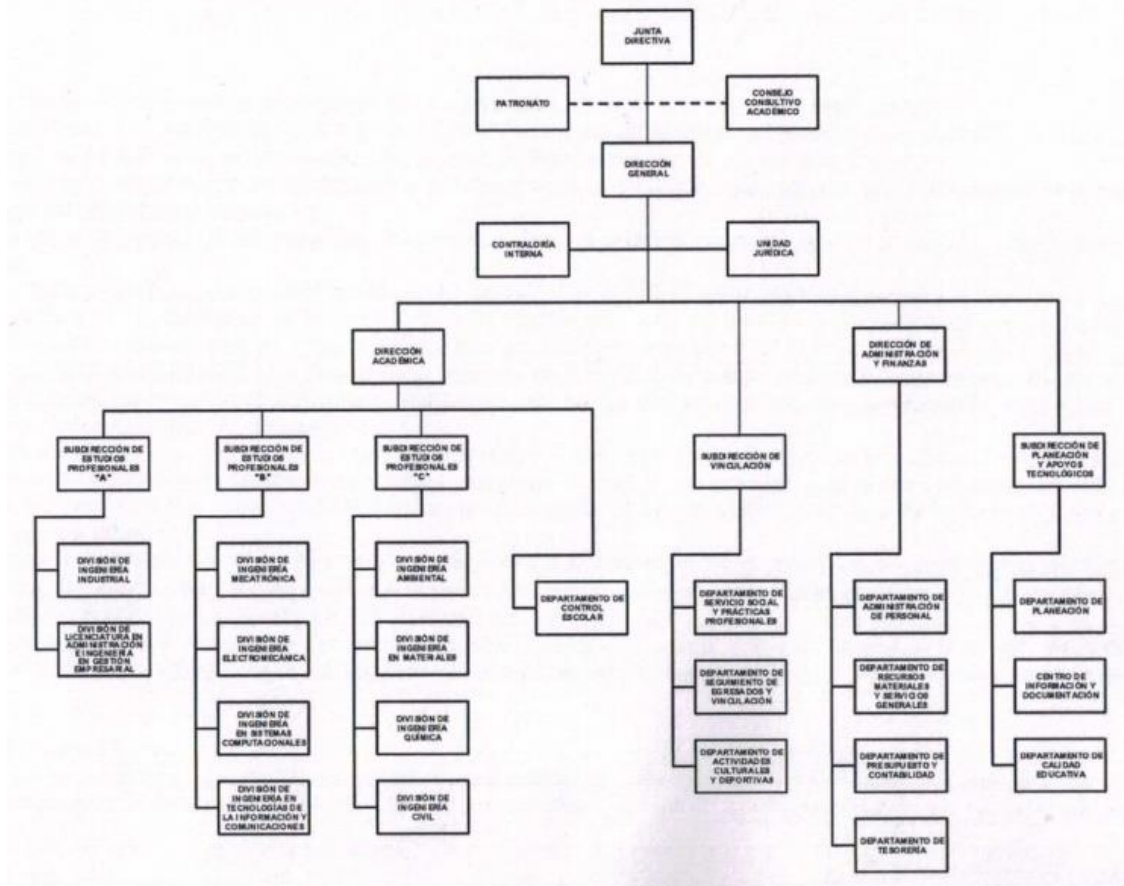 JUNTA
DIRECTIVA
PATRONATO
CONSEJO
CONSULTIVO
ACADÉMICO
DIRECCIÓN
GENERAL
CONTRALORÍA
INTERNA
UNIDAD
JURÍDICA
DIRECCIÓN
ACADÉMICA
DIRECCIÓN DE
ADMINISTRACIÓN
Y FINANZAS
SUBDIRECCIÓN DE
ESTUDIOS
PROFESIONALES
"A"
SUBDIRECCIÓN DE
ESTUDIOS
PROFESIONALES
"B"
SUBDIRECCIÓN DE
ESTUDIOS
PROFESIONALES
"C"
SUBDIRECCIÓN DE
VINCULACIÓN
SUBDIRECCIÓN DE
PLANEACIÓN
Y APOYOS
TECNOLÓGICOS
DIVISIÓN DE
INGENIERÍA
INDUSTRIAL
DIVISIÓN DE
LICENCIATURA EN
ADMINISTRACIÓN
E INGENIERÍA
EN GESTIÓN
EMPRESARIAL
DIVISIÓN DE
INGENIERÍA
MECATRÓNICA
DIVISIÓN DE
INGENIERÍA
ELECTROMECÁNICA
DIVISIÓN DE
INGENIERÍA
EN SISTEMAS
COMPUTACIONALES
DIVISIÓN DE
INGENIERÍA EN
TECNOLOGÍAS DE
LA INFORMACIÓN Y
COMUNICACIONES
DIVISIÓN DE
INGENIERÍA
AMBIENTAL
DIVISIÓN DE
INGENIERÍA
EN MATERIALES
DIVISIÓN DE
INGENIERÍA
QUÍMICA
DIVISIÓN DE
INGENIERÍA
CIVIL
DEPARTAMENTO DE
CONTROL
ESCOLAR
DEPARTAMENTO DE
SERVICIO SOCIAL
Y PRÁCTICAS
PROFESIONALES
DEPARTAMENTO DE
SEGUIMIENTO DE
EGRESADOS Y
VINCULACIÓN
DEPARTAMENTO DE
ACTIVIDADES
CULTURALES
Y DEPORTIVAS
DEPARTAMENTO DE
ADMINISTRACIÓN
DE PERSONAL
DEPARTAMENTO DE
RECURSOS
MATERIALES
Y SERVICIOS
GENERALES
DEPARTAMENTO DE
PRESUPUESTO Y
CONTABILIDAD
DEPARTAMENTO DE
TESORERÍA
DEPARTAMENTO DE
PLANEACIÓN
CENTRO DE
INFORMACIÓN Y
DOCUMENTACIÓN
DEPARTAMENTO DE
CALIDAD
EDUCATIVA